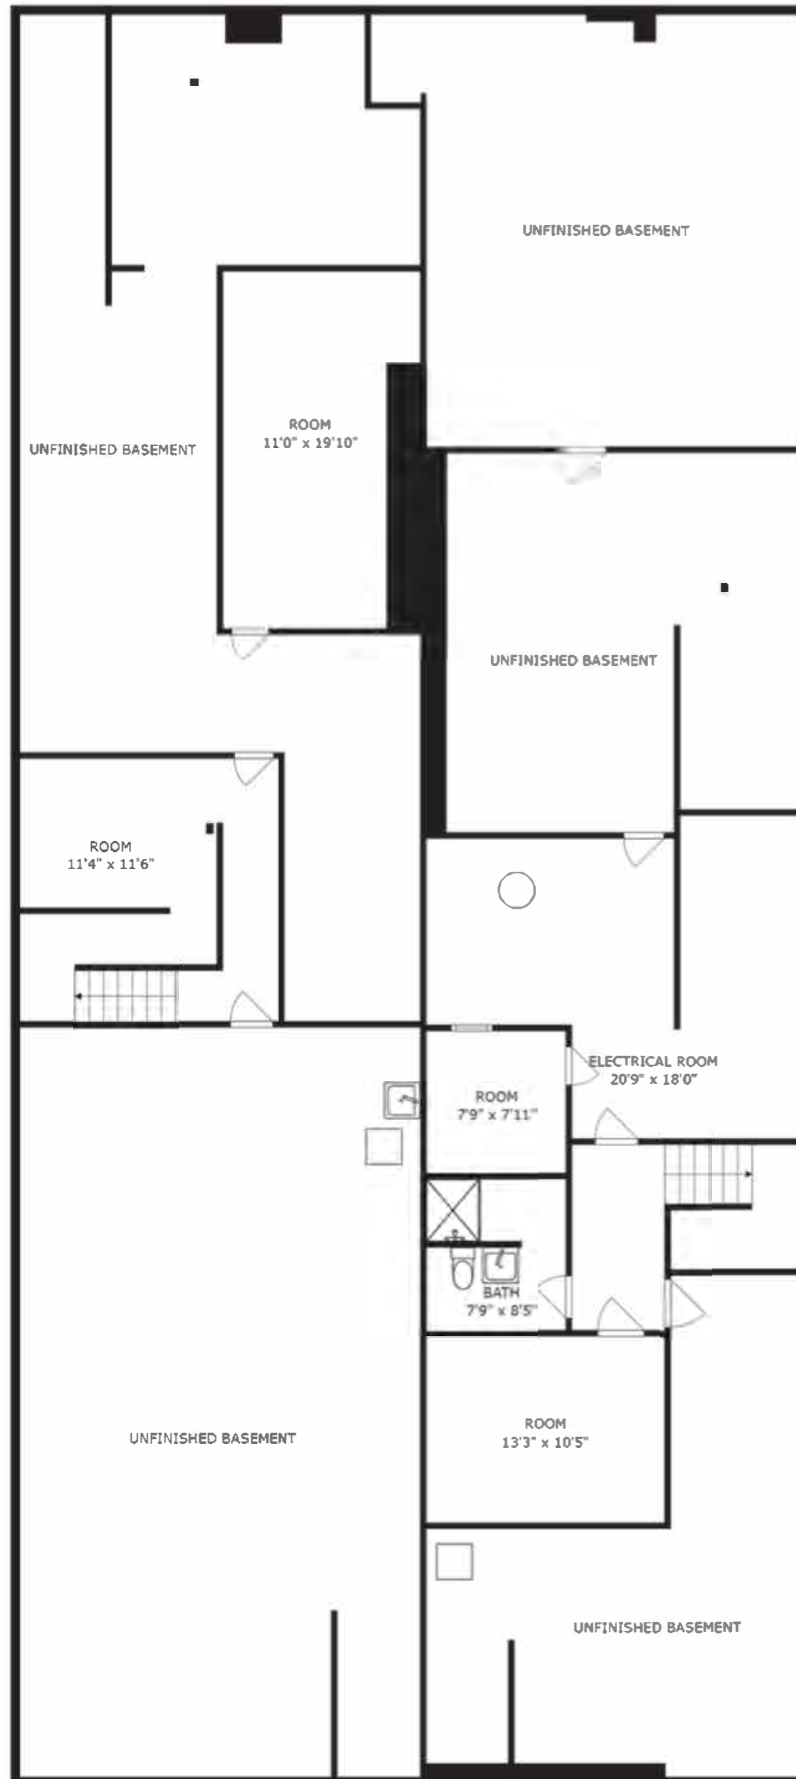 UNFINISHED BASEMENT
ROOM
11'0" x 19'10"
UNFINISHED BASEMENT
UNFINISHED BASEMENT
ROOM
11'4" x 11'6"
ELECTRICAL ROOM
20'9" x 18'0"
ROOM
7'9" x 7'11"
BATH
7'9" x 8'5"
ROOM
13'3" x 10'5"
UNFINISHED BASEMENT
UNFINISHED BASEMENT